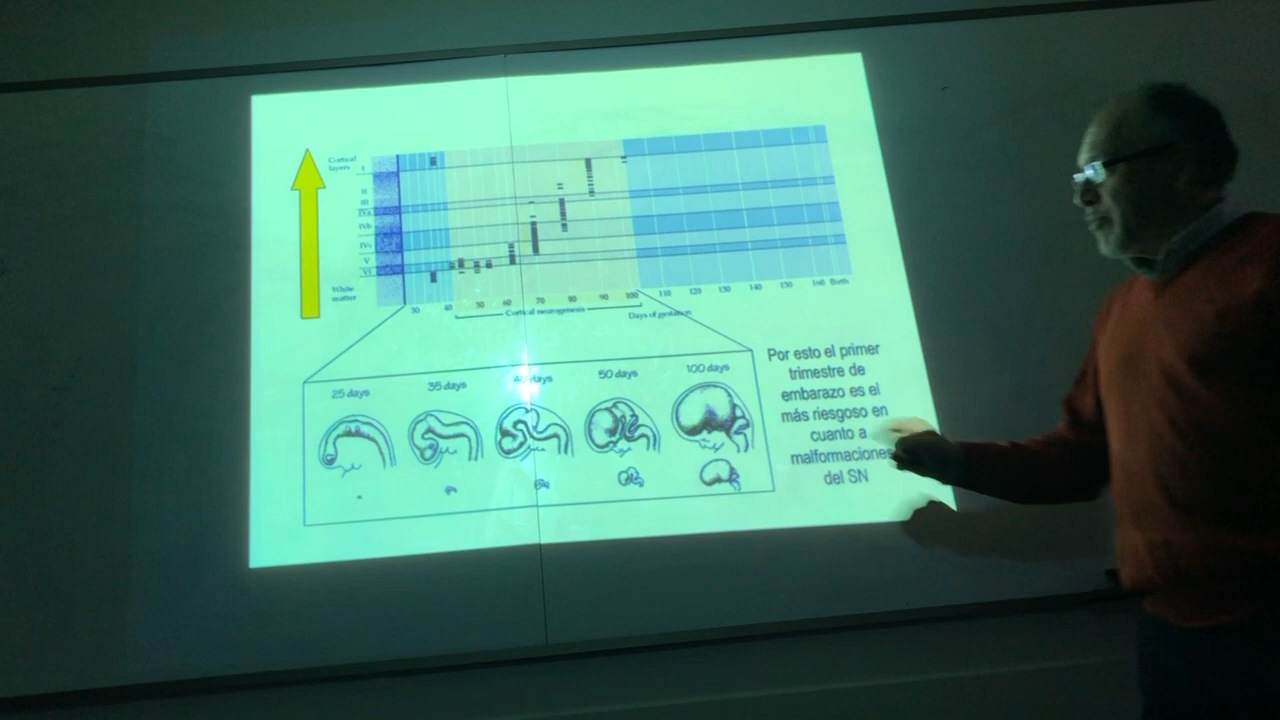 Cortical
layers
I
II
III
IVa
IVb
IVc
V
VI
White
matter
30 40 50 60 70 80 90 100 110 120 130 140 150 160 Birth
Cortical neurogenesis
Days of gestation
25 days
35 days
40 days
50 days
100 days
Por esto el primer
trimestre de
embarazo es el
más riesgoso en
cuanto a
malformaciones
del SN